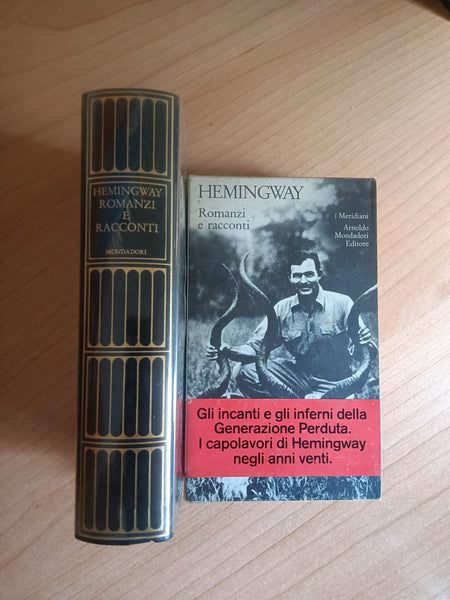 HEMINGWAY
ROMANZI
E
RACCONTI
MONDADORI
HEMINGWAY
Romanzi
e racconti
i Meridiani
Arnoldo
Mondadori
Editore
Gli incanti e gli inferni della
Generazione Perduta.
I capolavori di Hemingway
negli anni venti.